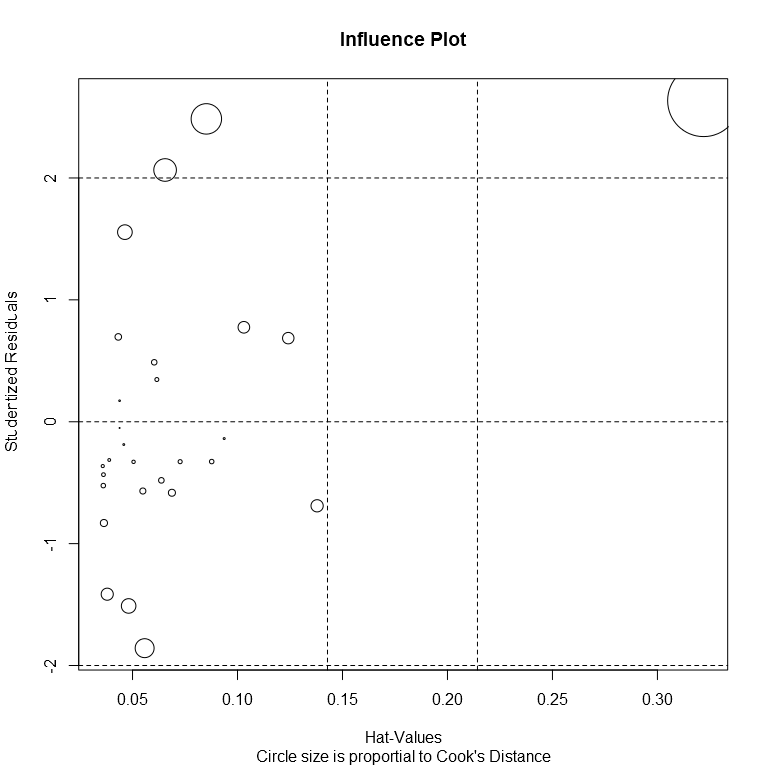 Influence Plot
Studentized Residuals
2
1
0
-1
-2
0.05 0.10 0.15 0.20 0.25 0.30
Hat-Values
Circle size is proportial to Cook's Distance